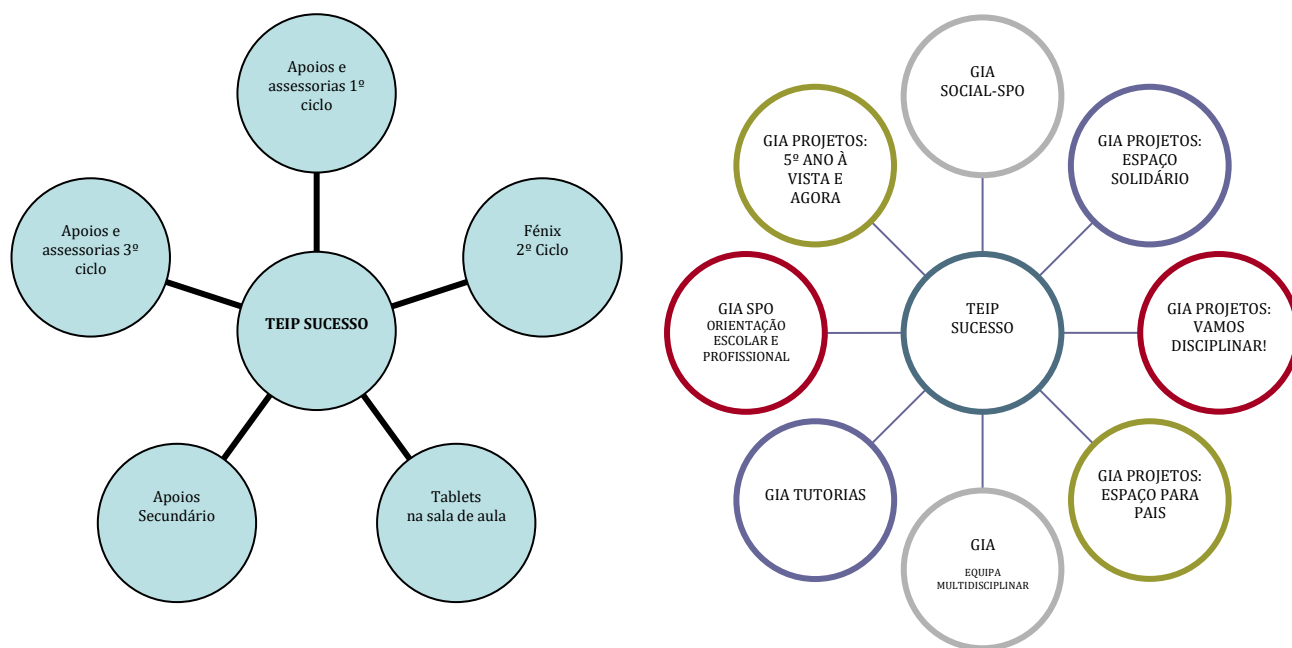 Apoios e
assessorias 1º
ciclo
Apoios e
assessorias 3º
ciclo
Fénix
2º Ciclo
TEIP SUCESSO
Apoios
Secundário
Tablets
na sala de aula
GIA
SOCIAL-SPO
GIA PROJETOS:
5º ANO À
VISTA E
AGORA
GIA PROJETOS:
ESPAÇO
SOLIDÁRIO
GIA SPO
ORIENTAÇÃO
ESCOLAR E
PROFISSIONAL
TEIP
SUCESSO
GIA PROJETOS:
VAMOS
DISCIPLINAR!
GIA TUTORIAS
GIA PROJETOS:
ESPAÇO PARA
PAIS
GIA
EQUIPA
MULTIDISCIPLINAR